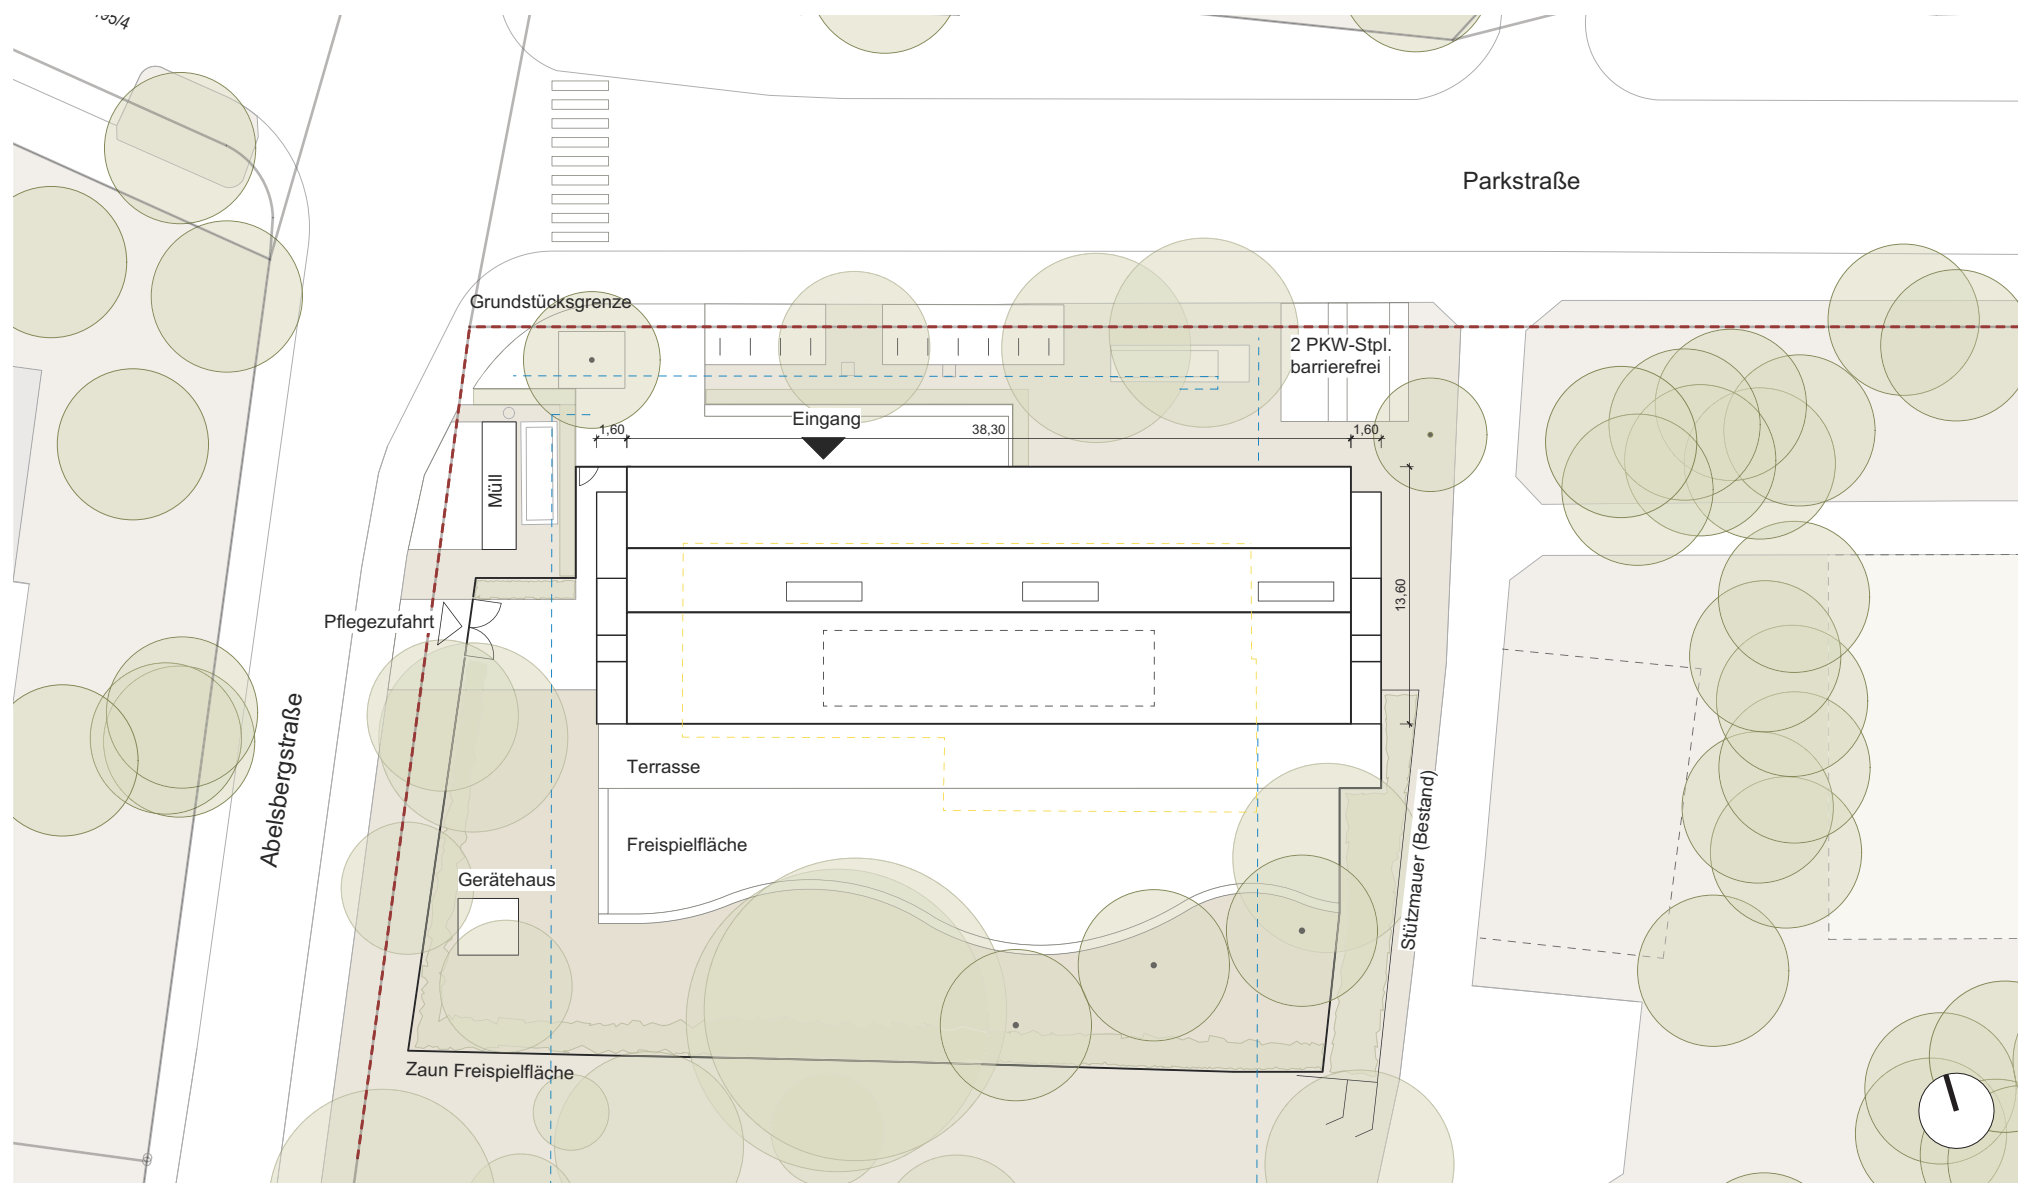 Parkstraße
Grundstücksgrenze
2 PKW-Stpl.
barrierefrei
Eingang
1,60
38,30
1,60
Müll
13,60
Pflegezufahrt
Abelsbergstraße
Terrasse
Freispielfläche
Stützmauer (Bestand)
Gerätehaus
Zaun Freispielfläche